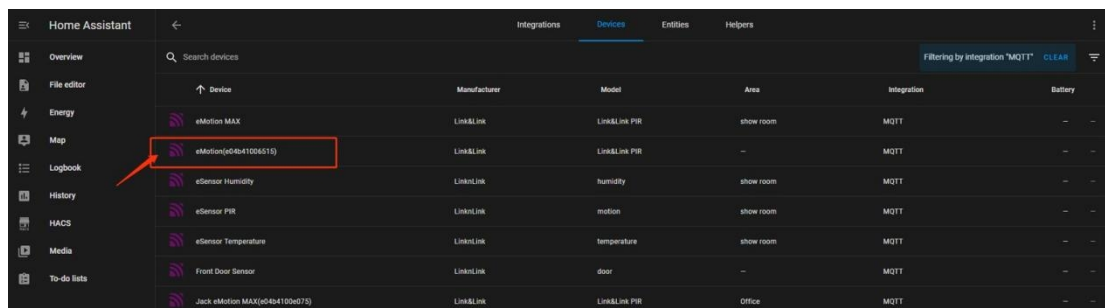 Home Assistant
Integrations Devices Entities Helpers
Overview
Search devices
Filtering by integration "MQTT" CLEAR
File editor
Device Manufacturer Model Area Integration Battery
Energy
eMotion MAX Link&Link Link&Link PIR show room MQTT – –
Map
eMotion(e04b41006515) Link&Link Link&Link PIR – MQTT – –
Logbook
eSensor Humidity LinknLink humidity show room MQTT – –
History
eSensor PIR LinknLink motion show room MQTT – –
HACS
eSensor Temperature LinknLink temperature show room MQTT – –
Media
Front Door Sensor LinknLink door – MQTT – –
To-do lists
Jack eMotion MAX(e04b4100e075) Link&Link Link&Link PIR Office MQTT – –